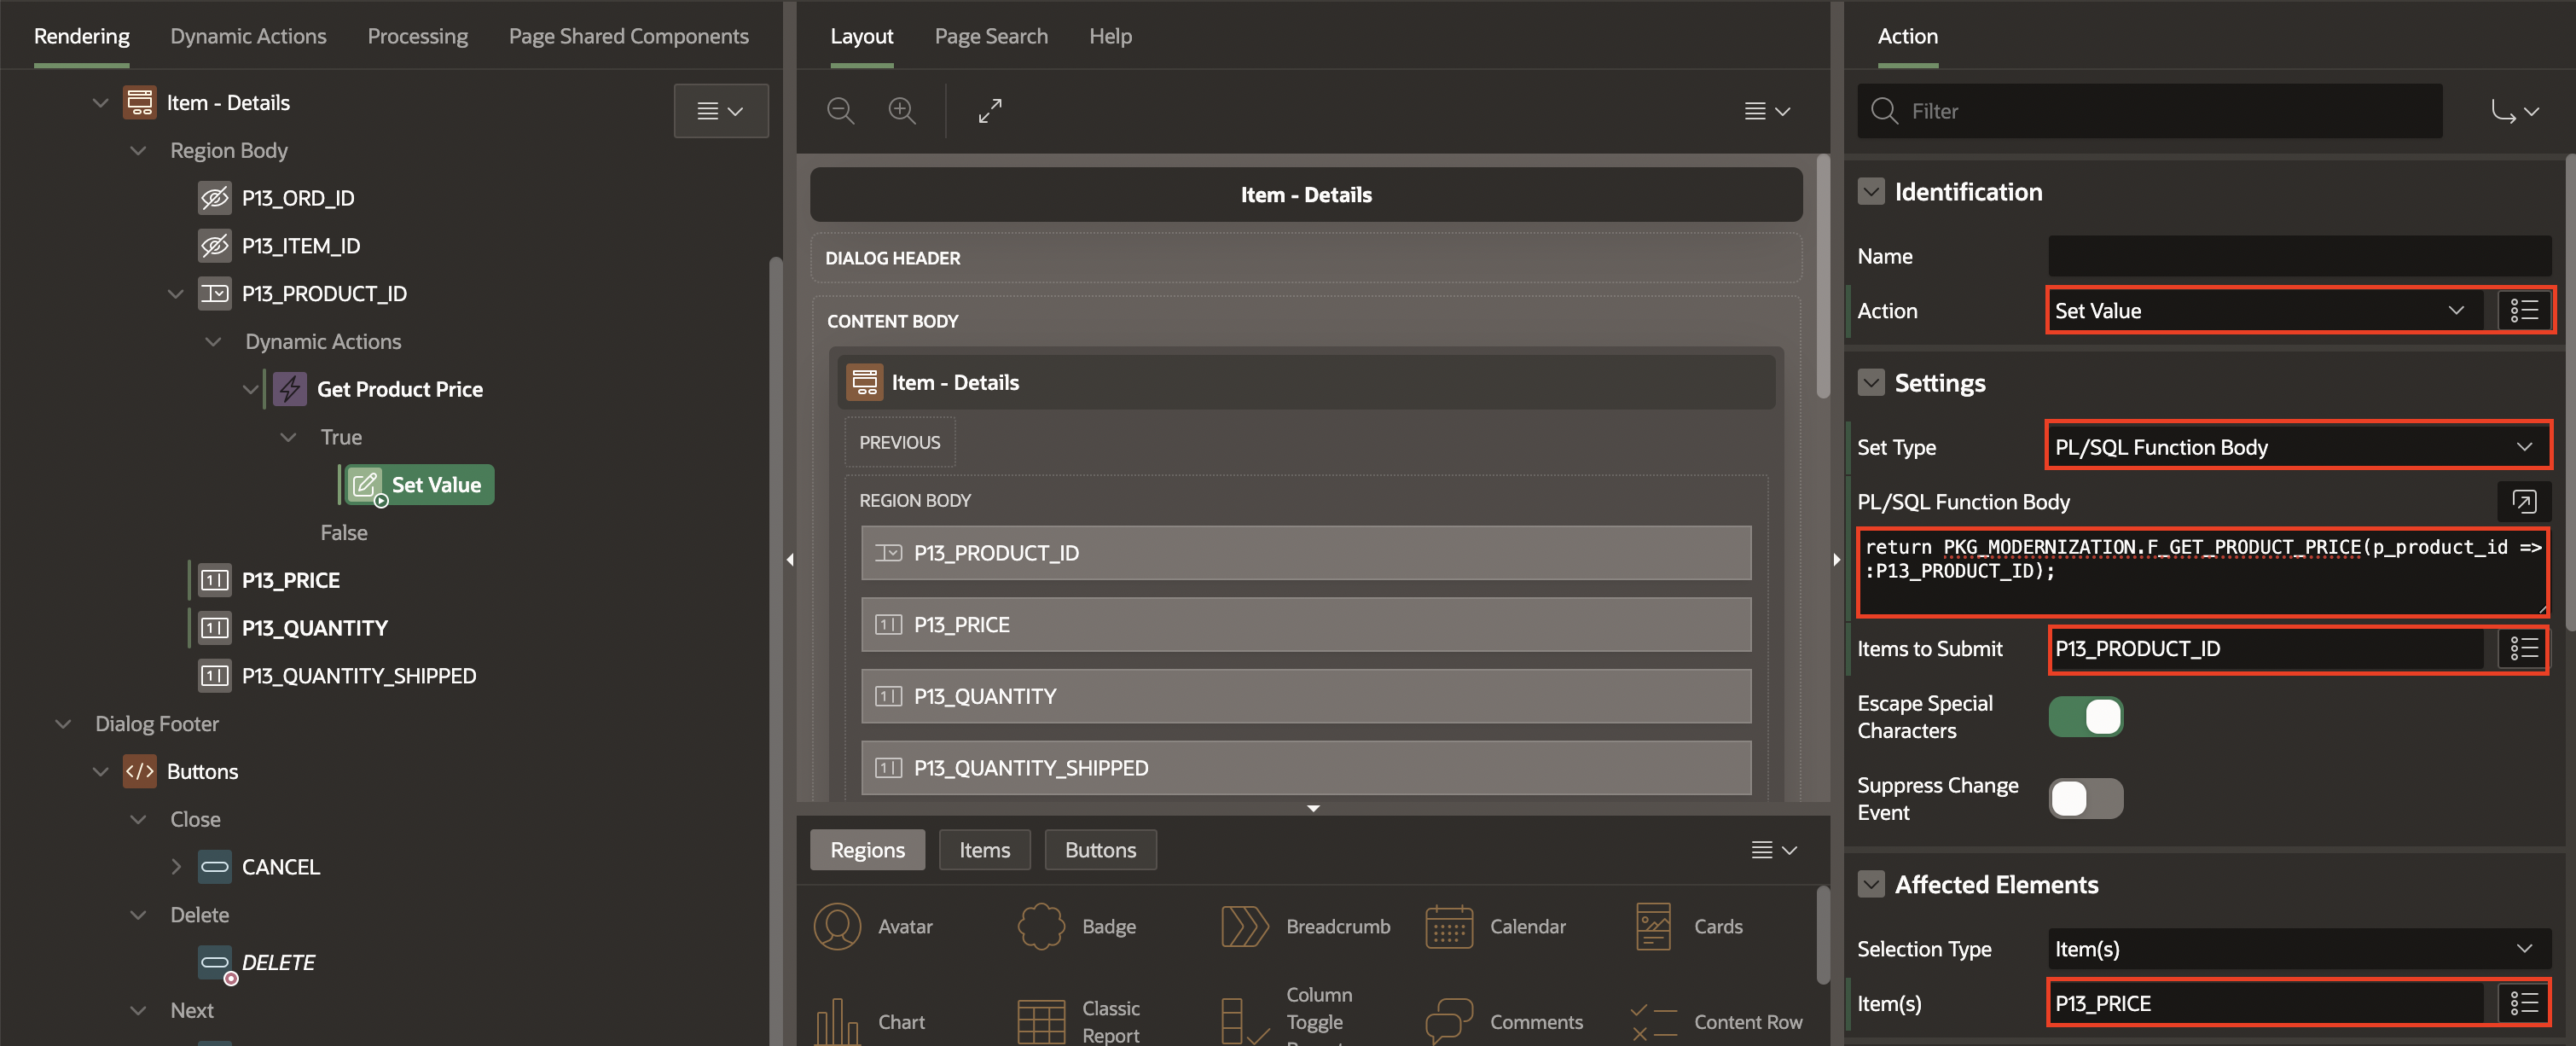 Rendering
Dynamic Actions
Processing
Page Shared Components
Item - Details
Region Body
P13_ORD_ID
P13_ITEM_ID
P13_PRODUCT_ID
Dynamic Actions
Get Product Price
True
Set Value
False
P13_PRICE
P13_QUANTITY
P13_QUANTITY_SHIPPED
Dialog Footer
Buttons
Close
CANCEL
Delete
DELETE
Next
Layout
Page Search
Help
Item - Details
DIALOG HEADER
CONTENT BODY
Item - Details
PREVIOUS
REGION BODY
P13_PRODUCT_ID
P13_PRICE
P13_QUANTITY
P13_QUANTITY_SHIPPED
Regions
Items
Buttons
Avatar
Badge
Breadcrumb
Calendar
Cards
Chart
Classic
Report
Column
Toggle
Comments
Content Row
Action
Filter
Identification
Name
Action
Set Value
Settings
Set Type
PL/SQL Function Body
PL/SQL Function Body
return PKG_MODERNIZATION.F_GET_PRODUCT_PRICE(p_product_id =>
:P13_PRODUCT_ID);
Items to Submit
P13_PRODUCT_ID
Escape Special
Characters
Suppress Change
Event
Affected Elements
Selection Type
Item(s)
Item(s)
P13_PRICE